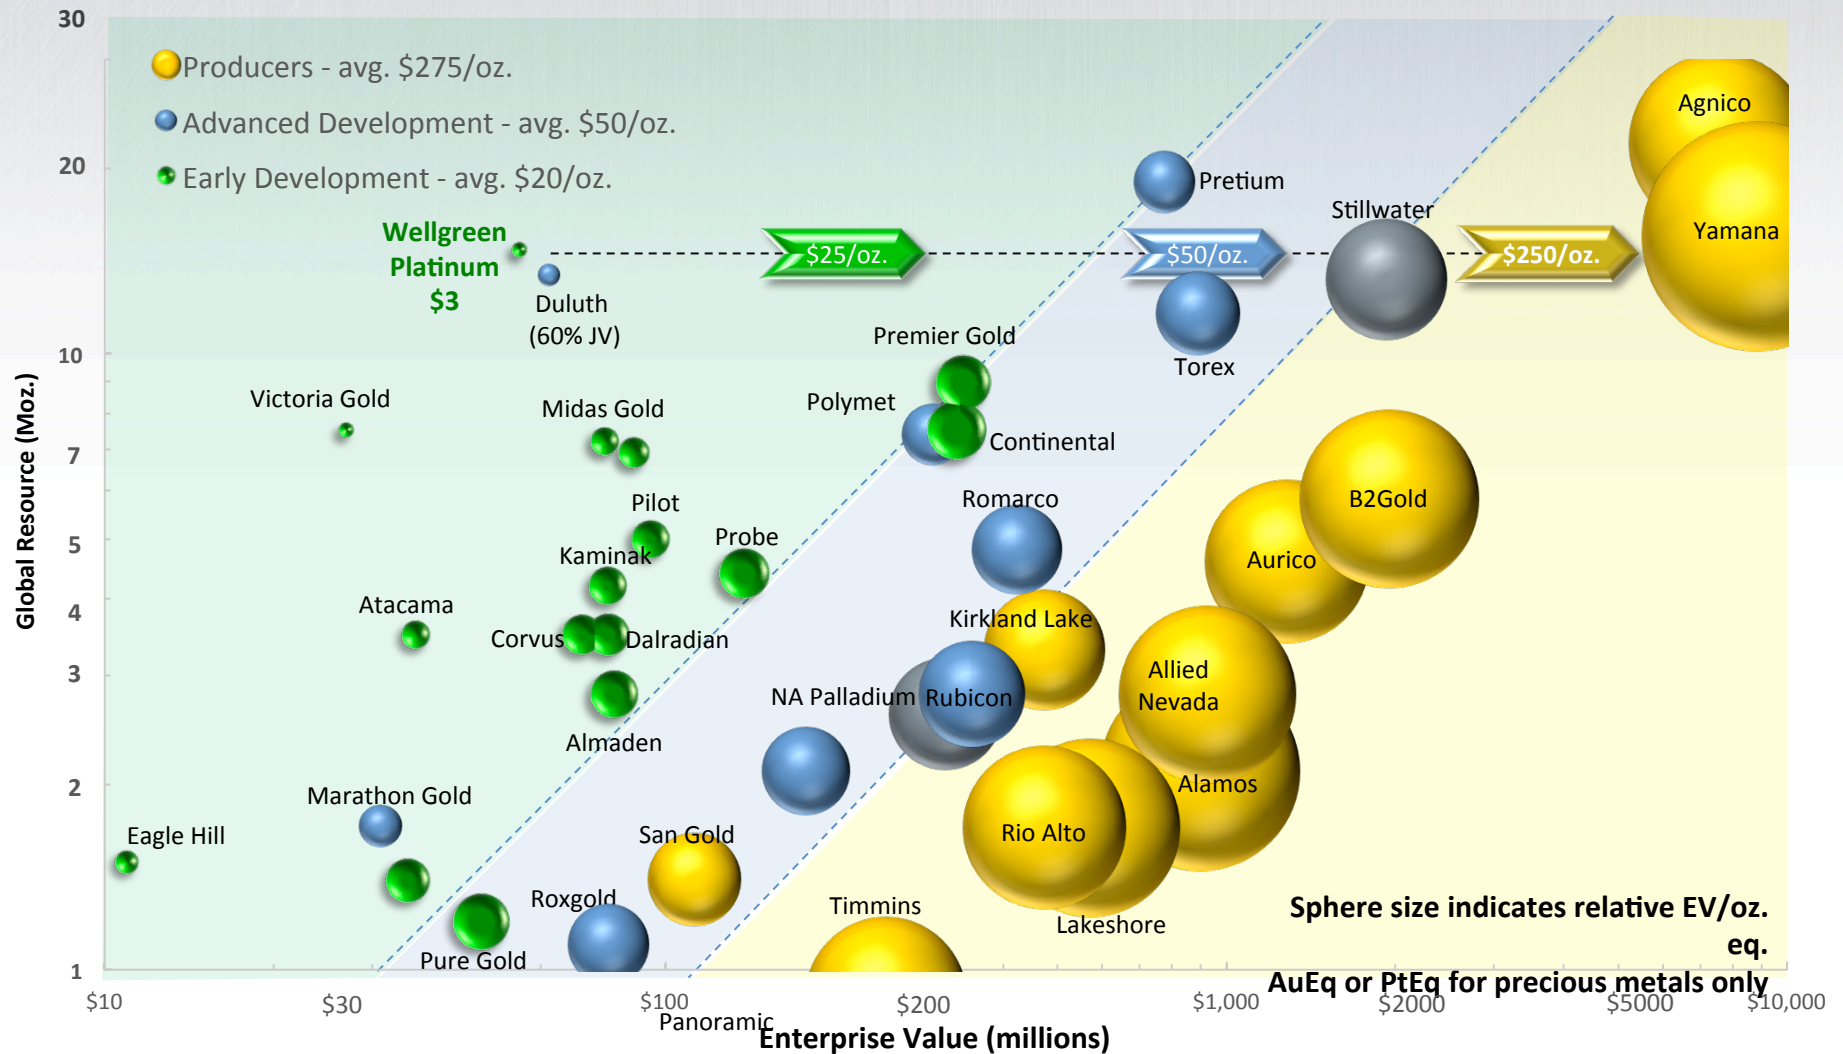 30
Producers - avg. $275/oz.
Advanced Development - avg. $50/oz.
Early Development - avg. $20/oz.
Agnico
20
Pretium
Stillwater
Yamana
Wellgreen
Platinum
$3
$25/oz.
$50/oz.
$250/oz.
Duluth
(60% JV)
Premier Gold
10
Torex
Victoria Gold
Midas Gold
Polymet
Continental
7
Pilot
Romarco
B2Gold
Global Resource (Moz.)
5
Probe
Kaminak
Aurico
4
Atacama
Corvus
Dalradian
Kirkland Lake
3
Allied
Nevada
NA Palladium
Rubicon
Almaden
2
Alamos
Marathon Gold
Eagle Hill
San Gold
Rio Alto
Roxgold
Timmins
Lakeshore
Sphere size indicates relative EV/oz.
eq.
AuEq or PtEq for precious metals only
Pure Gold
1
$10
$30
$100
$200
$1,000
$2000
$5000
$10,000
Panoramic
Enterprise Value (millions)